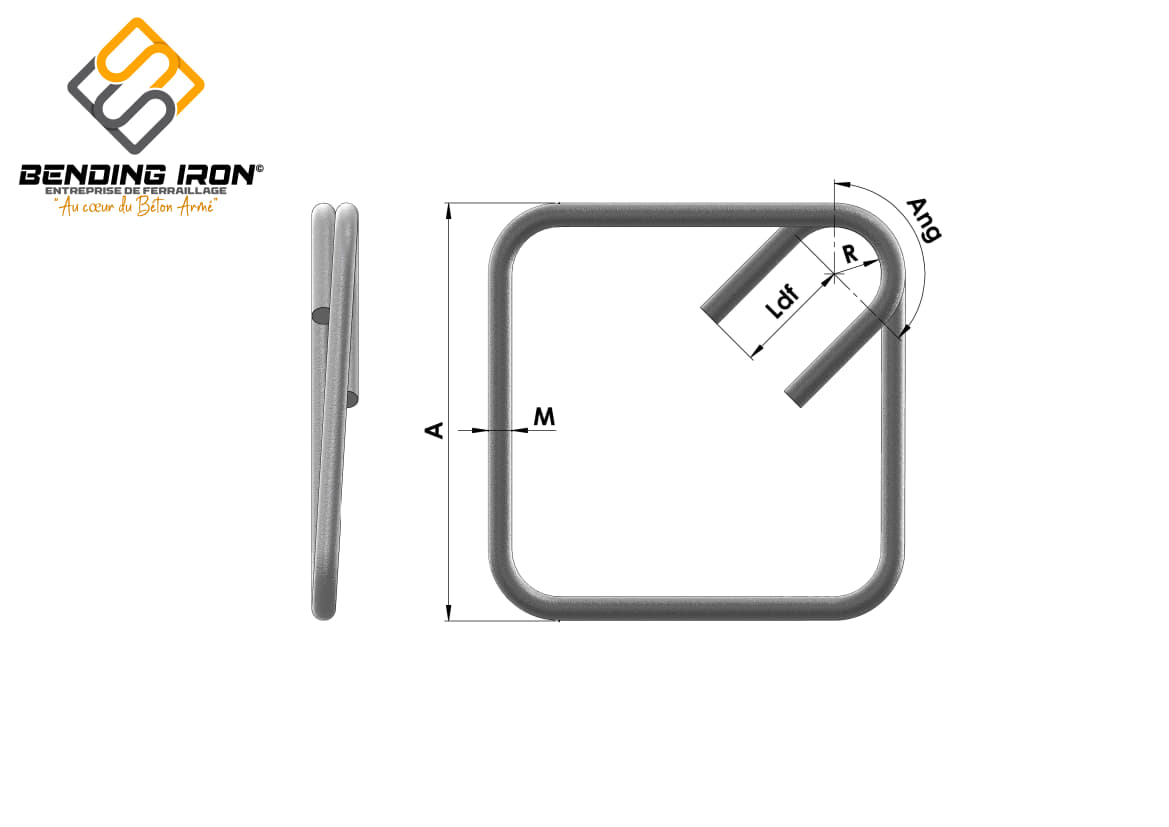 BENDING IRON©
ENTREPRISE DE FERRAILLAGE
"Au cœur du Béton Armé"
Ang
R
Ldf
M
A